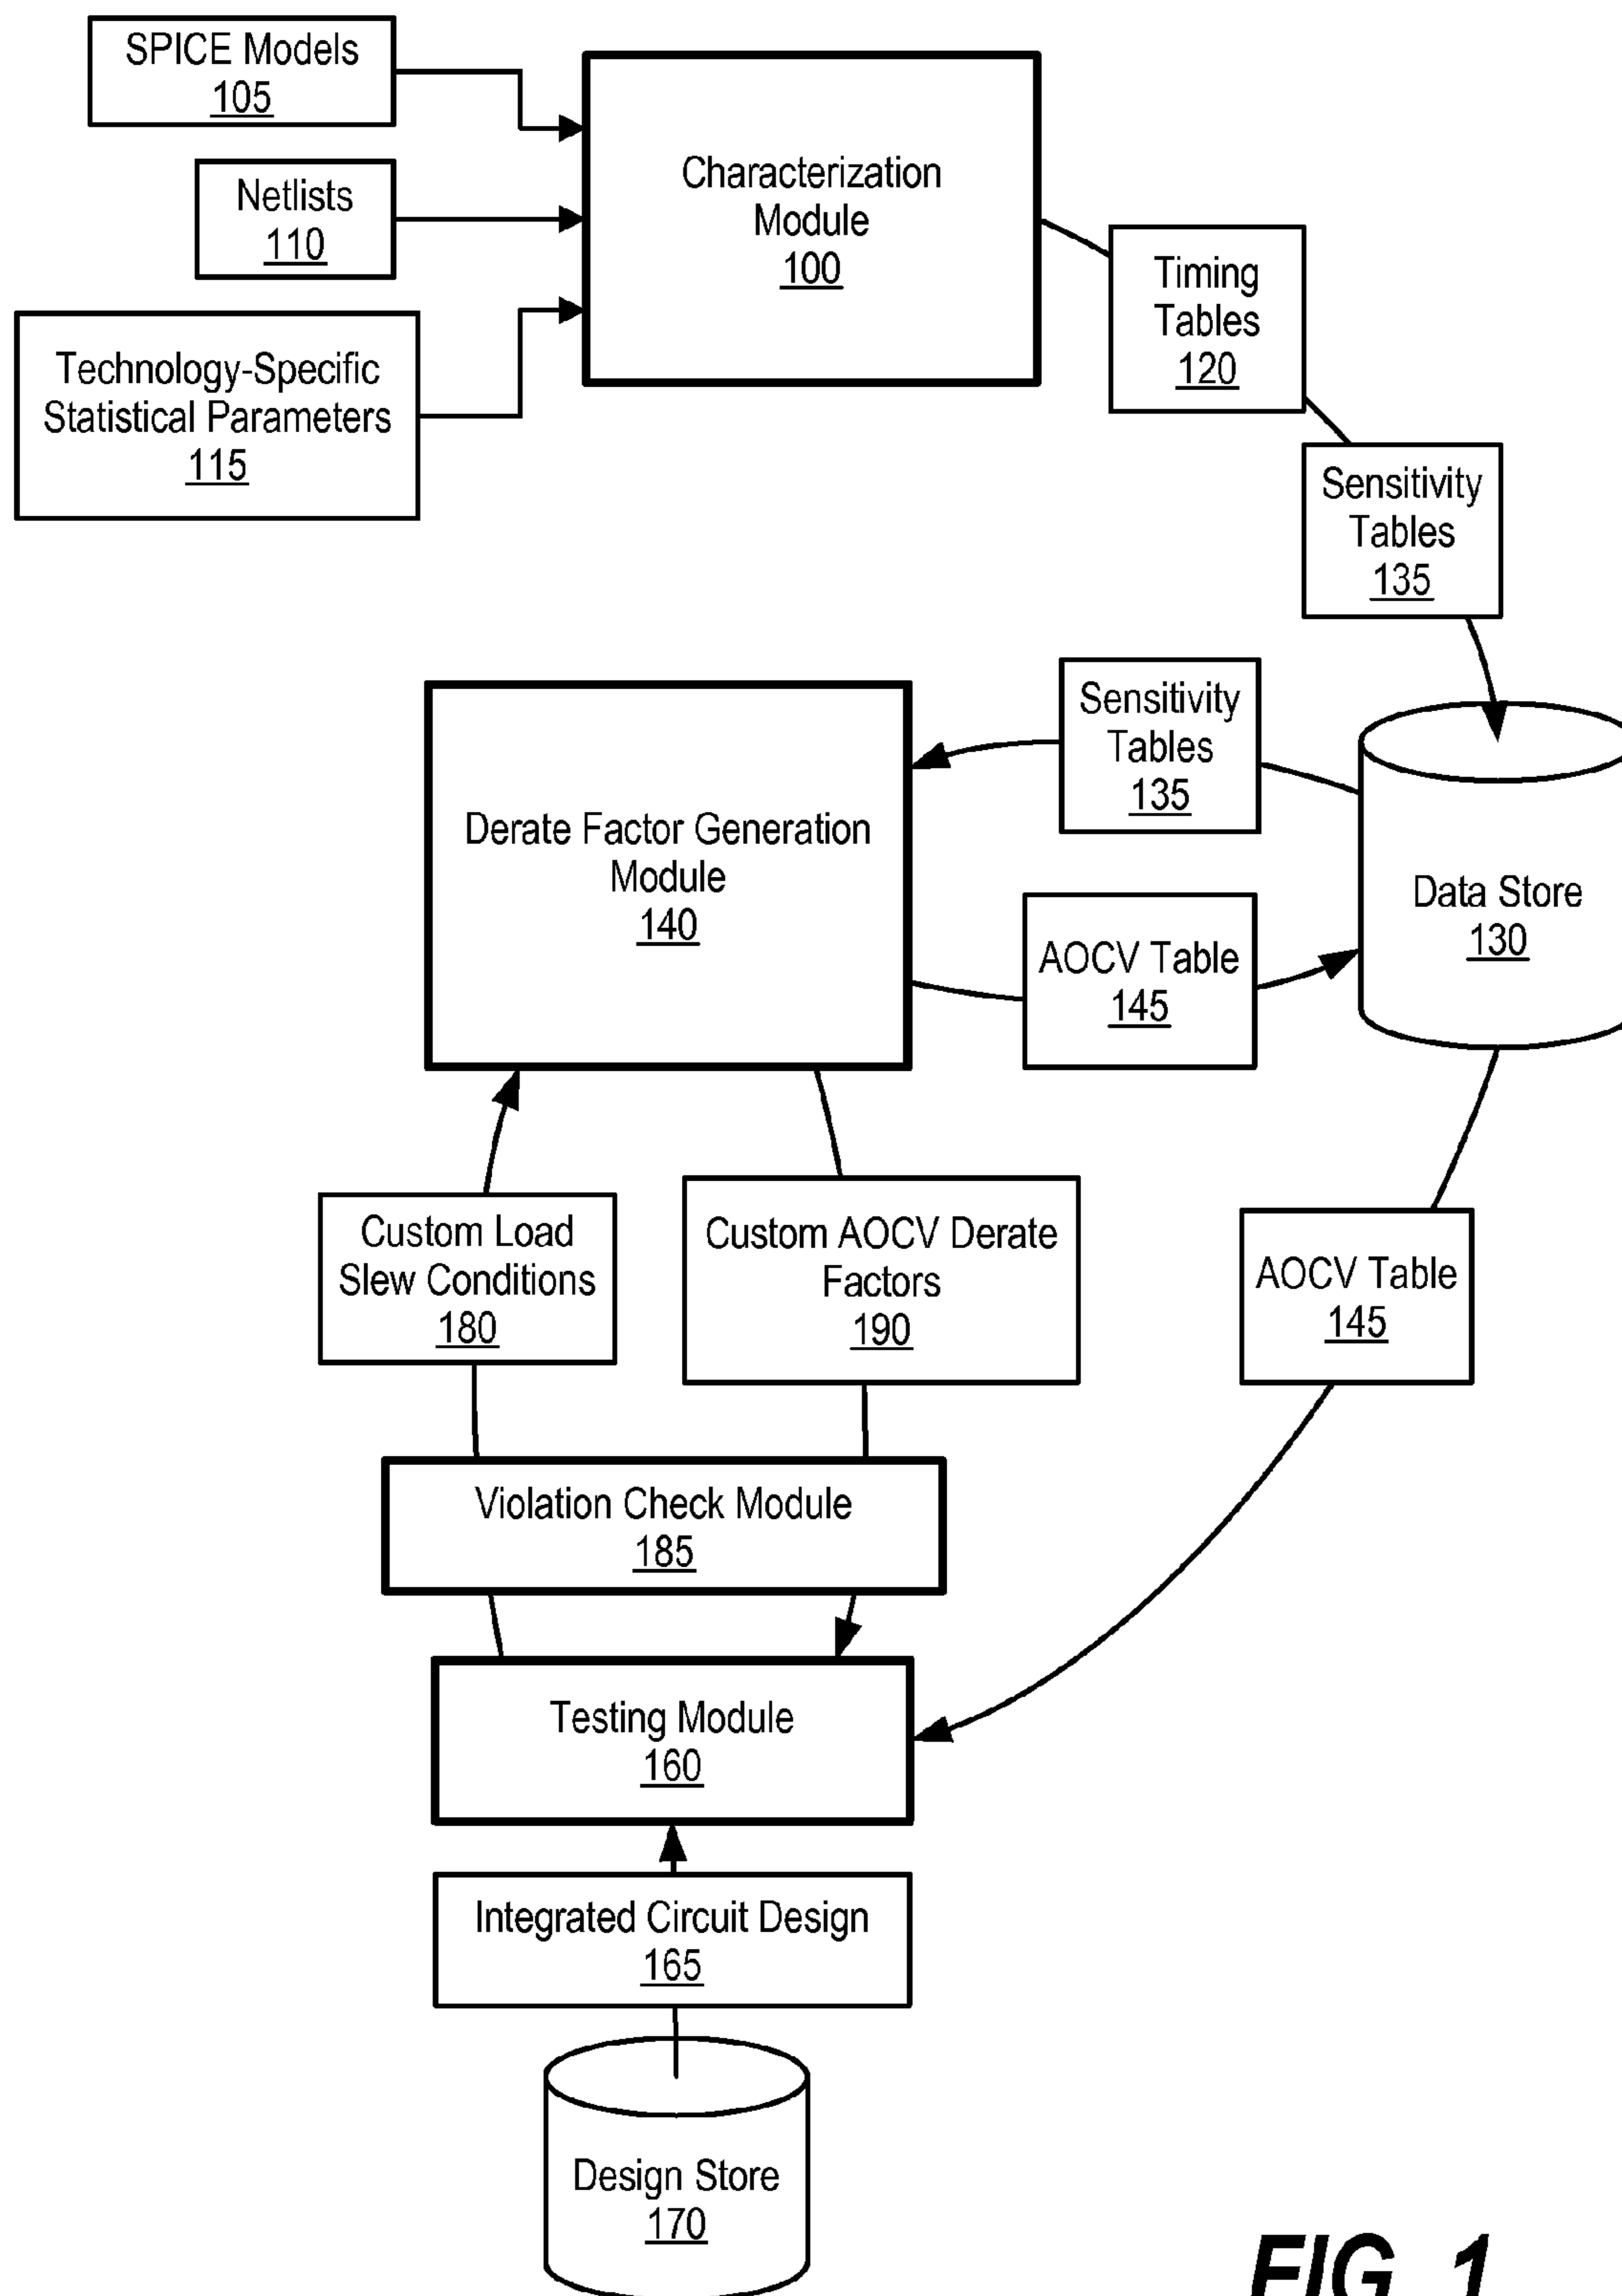 SPICE Models
105
Netlists
110
Technology-Specific
Statistical Parameters
115
Characterization
Module
100
Timing
Tables
120
Sensitivity
Tables
135
Sensitivity
Tables
135
Derate Factor Generation
Module
140
AOCV Table
145
Data Store
130
Custom Load
Slew Conditions
180
Custom AOCV Derate
Factors
190
AOCV Table
145
Violation Check Module
185
Testing Module
160
Integrated Circuit Design
165
Design Store
170
FIG. 1